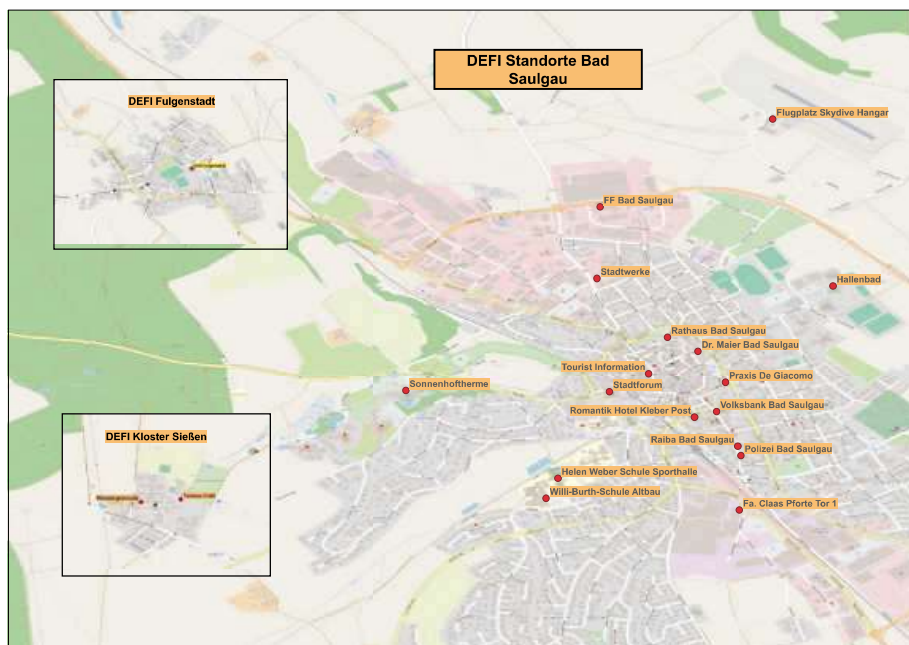 DEFI Standorte Bad
Saulgau
DEFI Fulgenstadt
Flugplatz Skydive Hangar
FF Bad Saulgau
Stadtwerke
Hallenbad
Rathaus Bad Saulgau
Dr. Maier Bad Saulgau
Tourist Information
Praxis De Giacomo
Sonnenhoftherme
Stadtforum
Romantik Hotel Kleber Post
Volksbank Bad Saulgau
DEFI Kloster Sießen
Raiba Bad Saulgau
Polizei Bad Saulgau
Helen Weber Schule Sporthalle
Willi-Burth-Schule Altbau
Fa. Claas Pforte Tor 1